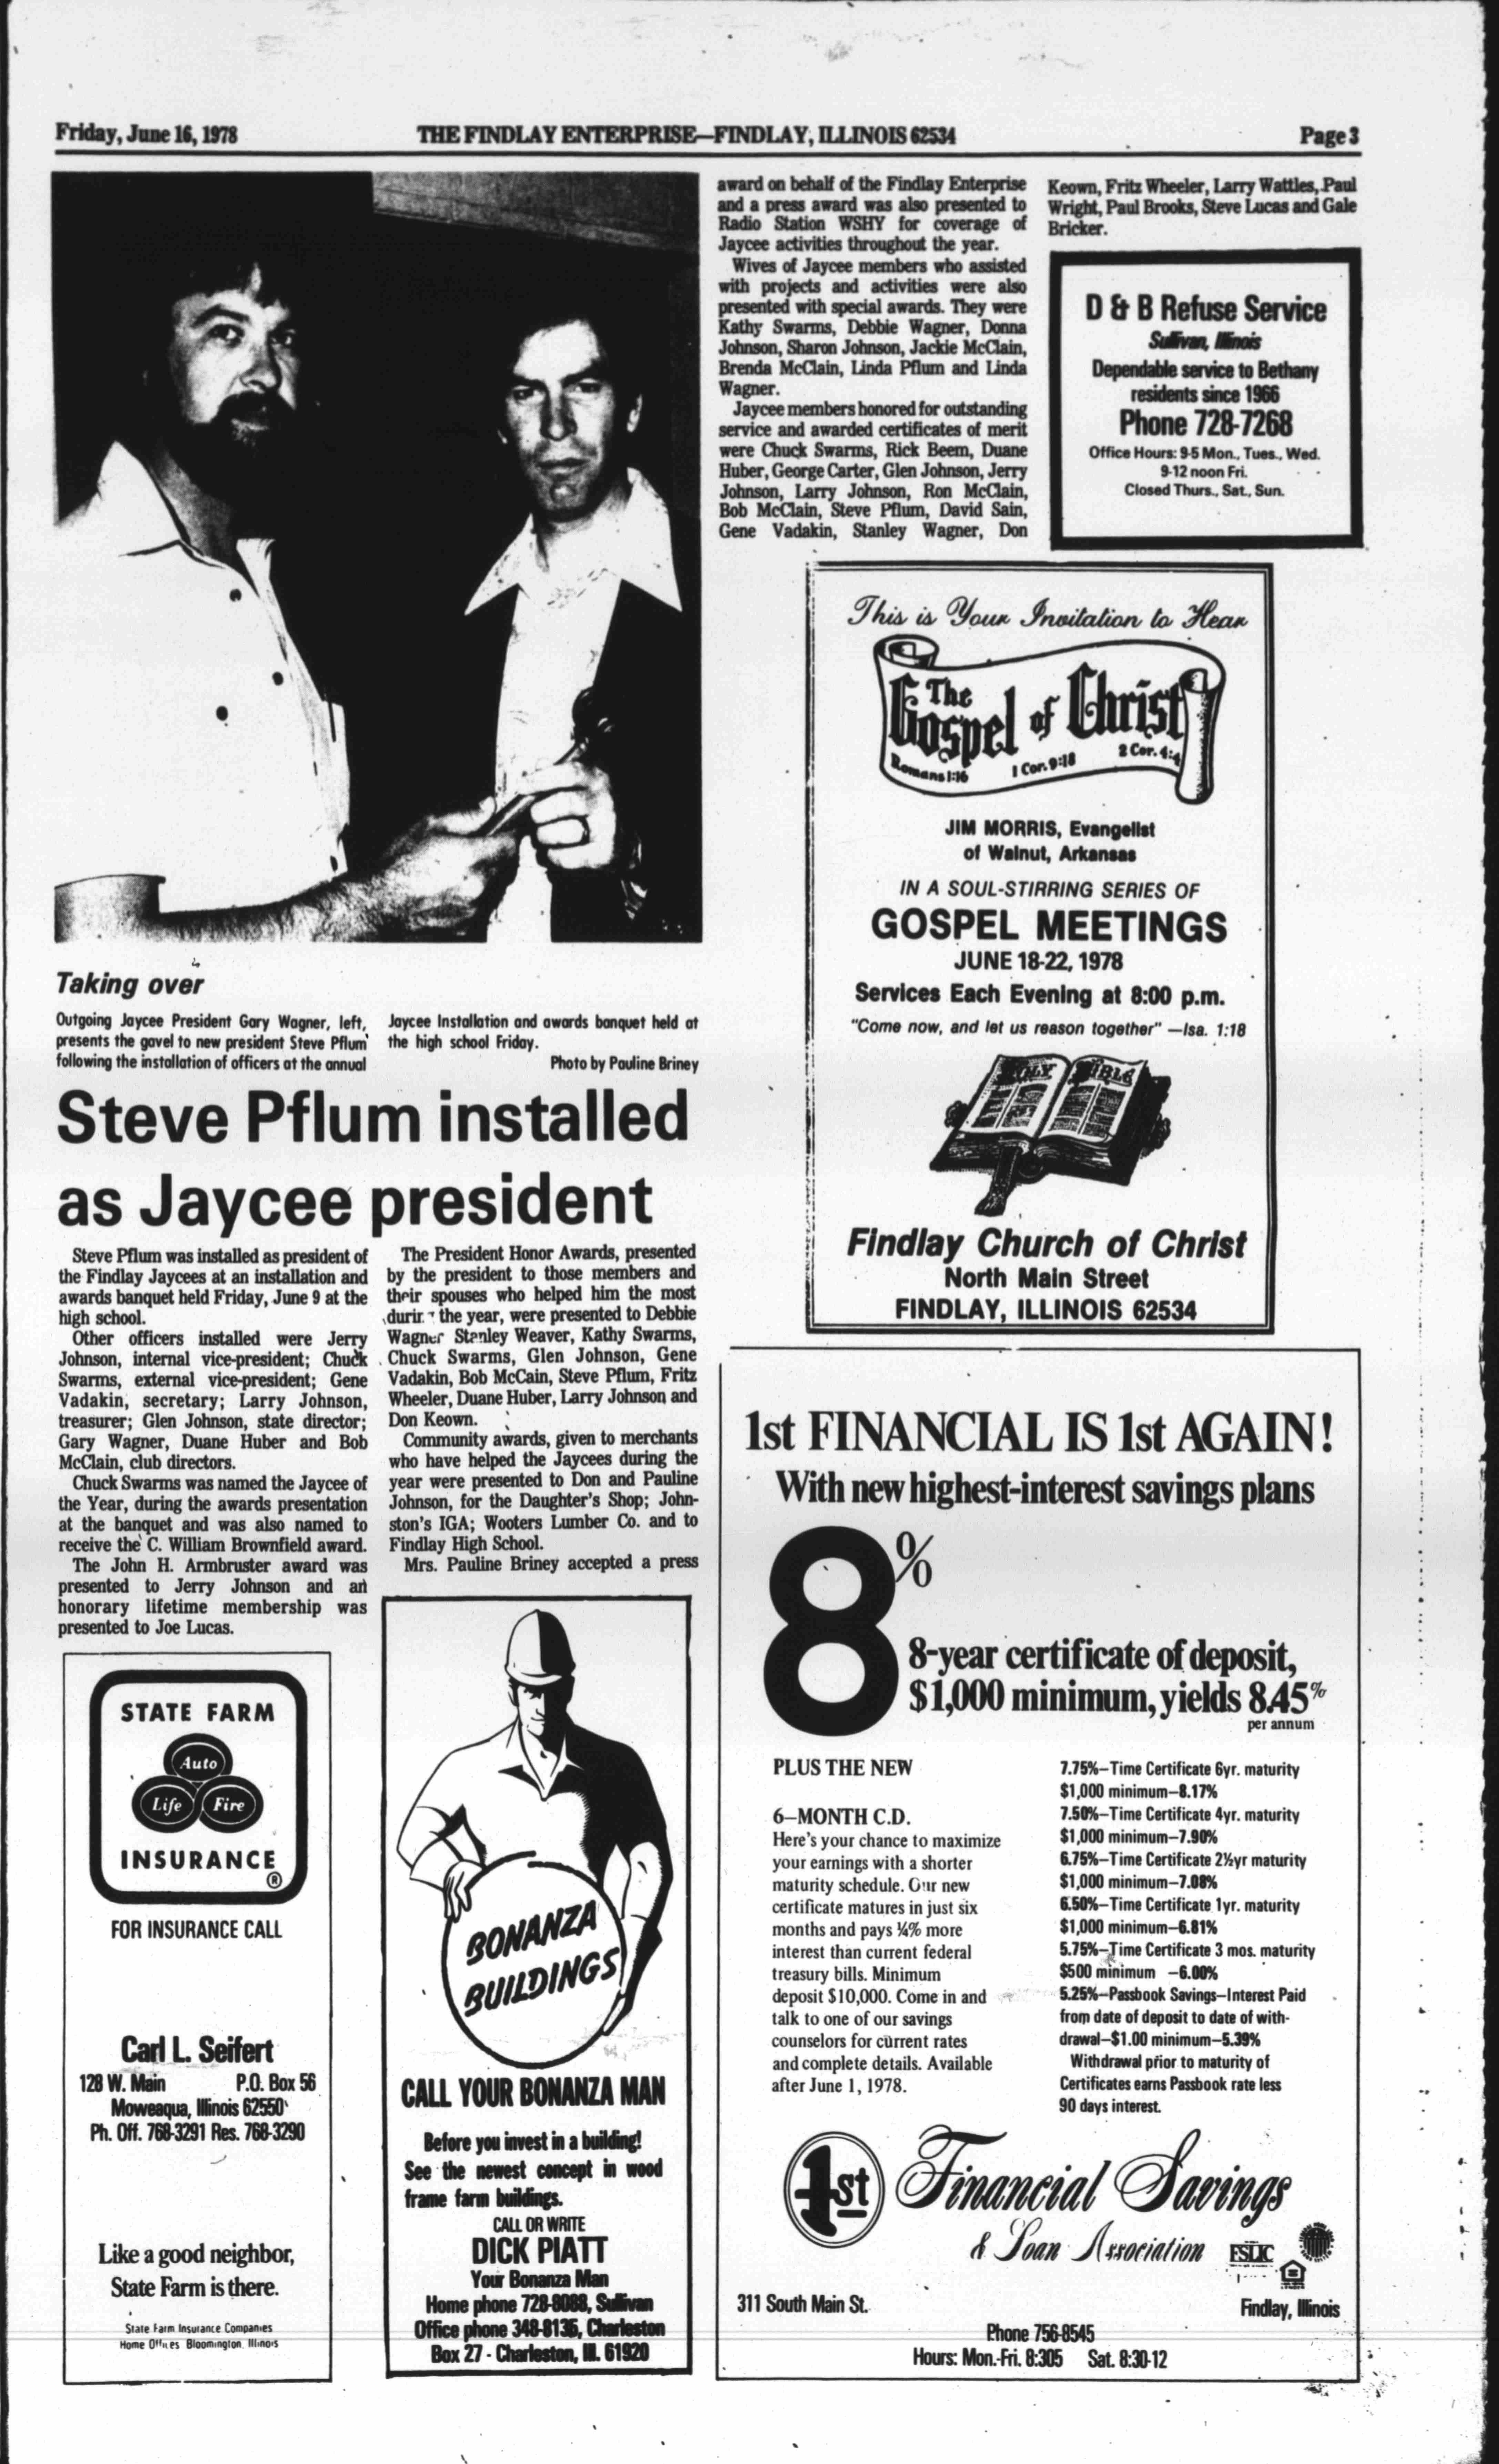 Friday, June 16, 1978
THE FINDLAY ENTERPRISE—FINDLAY, ILLINOIS 62534
Page 3
Taking over
Outgoing Jaycee President Gary Wagner, left,
presents the gavel to new president Steve Pflum
following the installation of officers at the annual
Jaycee Installation and awards banquet held at
the high school Friday.
Photo by Pauline Briney
Steve Pflum installed
as Jaycee president
Steve Pflum was installed as president of
the Findlay Jaycees at an installation and
awards banquet held Friday, June 9 at the
high school.
Other officers installed were Jerry
Johnson, internal vice-president; Chuck
Swarms, external vice-president; Gene
Vadakin, secretary; Larry Johnson,
treasurer; Glen Johnson, state director;
Gary Wagner, Duane Huber and Bob
McClain, club directors.
Chuck Swarms was named the Jaycee of
the Year, during the awards presentation
at the banquet and was also named to
receive the C. William Brownfield award.
The John H. Armbruster award was
presented to Jerry Johnson and an
honorary lifetime membership was
presented to Joe Lucas.
The President Honor Awards, presented
by the president to those members and
their spouses who helped him the most
the year, were presented to Debbie
Wagner Stanley Weaver, Kathy Swarms,
Chuck Swarms, Glen Johnson, Gene
Vadakin, Bob McCain, Steve Pflum, Fritz
Wheeler, Duane Huber, Larry Johnson and
Don Keown.
Community awards, given to merchants
who have helped the Jaycees during the
year were presented to Don and Pauline
Johnson, for the Daughter's Shop; John-
ston's IGA; Wooters Lumber Co. and to
Findlay High School.
Mrs. Pauline Briney accepted a press
award on behalf of the Findlay Enterprise
and a press award was also presented to
Radio Station WSHY for coverage of
Jaycee activities throughout the year.
Wives of Jaycee members who assisted
with projects and activities were also
presented with special awards. They were
Kathy Swarms, Debbie Wagner, Donna
Johnson, Sharon Johnson, Jackie McClain,
Brenda McClain, Linda Pflum and Linda
Wagner.
Jaycee members honored for outstanding
service and awarded certificates of merit
were Chuck Swarms, Rick Beem, Duane
Huber, George Carter, Glen Johnson, Jerry
Johnson, Larry Johnson, Ron McClain,
Bob McClain, Steve Pflum, David Sain,
Gene Vadakin, Stanley Wagner, Don
Keown, Fritz Wheeler, Larry Wattles, Paul
Wright, Paul Brooks, Steve Lucas and Gale
Bricker.
D & B Refuse Service
Sullivan, Illinois
Dependable service to Bethany
residents since 1966
Phone 728-7268
Office Hours: 9-5 Mon., Tues., Wed.
9-12 noon Fri.
Closed Thurs., Sat., Sun.
This is Your Invitation to Hear
The
Gospel of Christ
Romans 1:16 1 Cor. 9:18 2 Cor. 4:4
JIM MORRIS, Evangelist
of Walnut, Arkansas
IN A SOUL-STIRRING SERIES OF
GOSPEL MEETINGS
JUNE 18-22, 1978
Services Each Evening at 8:00 p.m.
"Come now, and let us reason together" —Isa. 1:18
HOLY BIBLE
Findlay Church of Christ
North Main Street
FINDLAY, ILLINOIS 62534
STATE FARM
Auto
Life Fire
INSURANCE
®
FOR INSURANCE CALL
Carl L. Seifert
128 W. Main P.O. Box 56
Moweaqua, Illinois 62550
Ph. Off. 768-3291 Res. 768-3290
Like a good neighbor,
State Farm is there.
State Farm Insurance Companies
Home Offices Bloomington Illinois
BONANZA
BUILDINGS
CALL YOUR BONANZA MAN
Before you invest in a building!
See the newest concept in wood
frame farm buildings.
CALL OR WRITE
DICK PIATT
Your Bonanza Man
Home phone 728-8088, Sullivan
Office phone 348-8135, Charleston
Box 27 - Charleston, Ill. 61920
1st FINANCIAL IS 1st AGAIN!
With new highest-interest savings plans
8%
8-year certificate of deposit,
$1,000 minimum, yields 8.45%
per annum
PLUS THE NEW
6–MONTH C.D.
Here's your chance to maximize
your earnings with a shorter
maturity schedule. Our new
certificate matures in just six
months and pays ¼% more
interest than current federal
treasury bills. Minimum
deposit $10,000. Come in and
talk to one of our savings
counselors for current rates
and complete details. Available
after June 1, 1978.
7.75%–Time Certificate 6yr. maturity
$1,000 minimum–8.17%
7.50%–Time Certificate 4yr. maturity
$1,000 minimum–7.90%
6.75%–Time Certificate 2½yr maturity
$1,000 minimum–7.08%
6.50%–Time Certificate 1yr. maturity
$1,000 minimum–6.81%
5.75%–Time Certificate 3 mos. maturity
$500 minimum –6.00%
5.25%–Passbook Savings–Interest Paid
from date of deposit to date of with-
drawal–$1.00 minimum–5.39%
Withdrawal prior to maturity of
Certificates earns Passbook rate less
90 days interest.
1st Financial Savings
& Loan Association
FSLIC
311 South Main St.
Findlay, Illinois
Phone 756-8545
Hours: Mon.-Fri. 8:305 Sat. 8:30-12